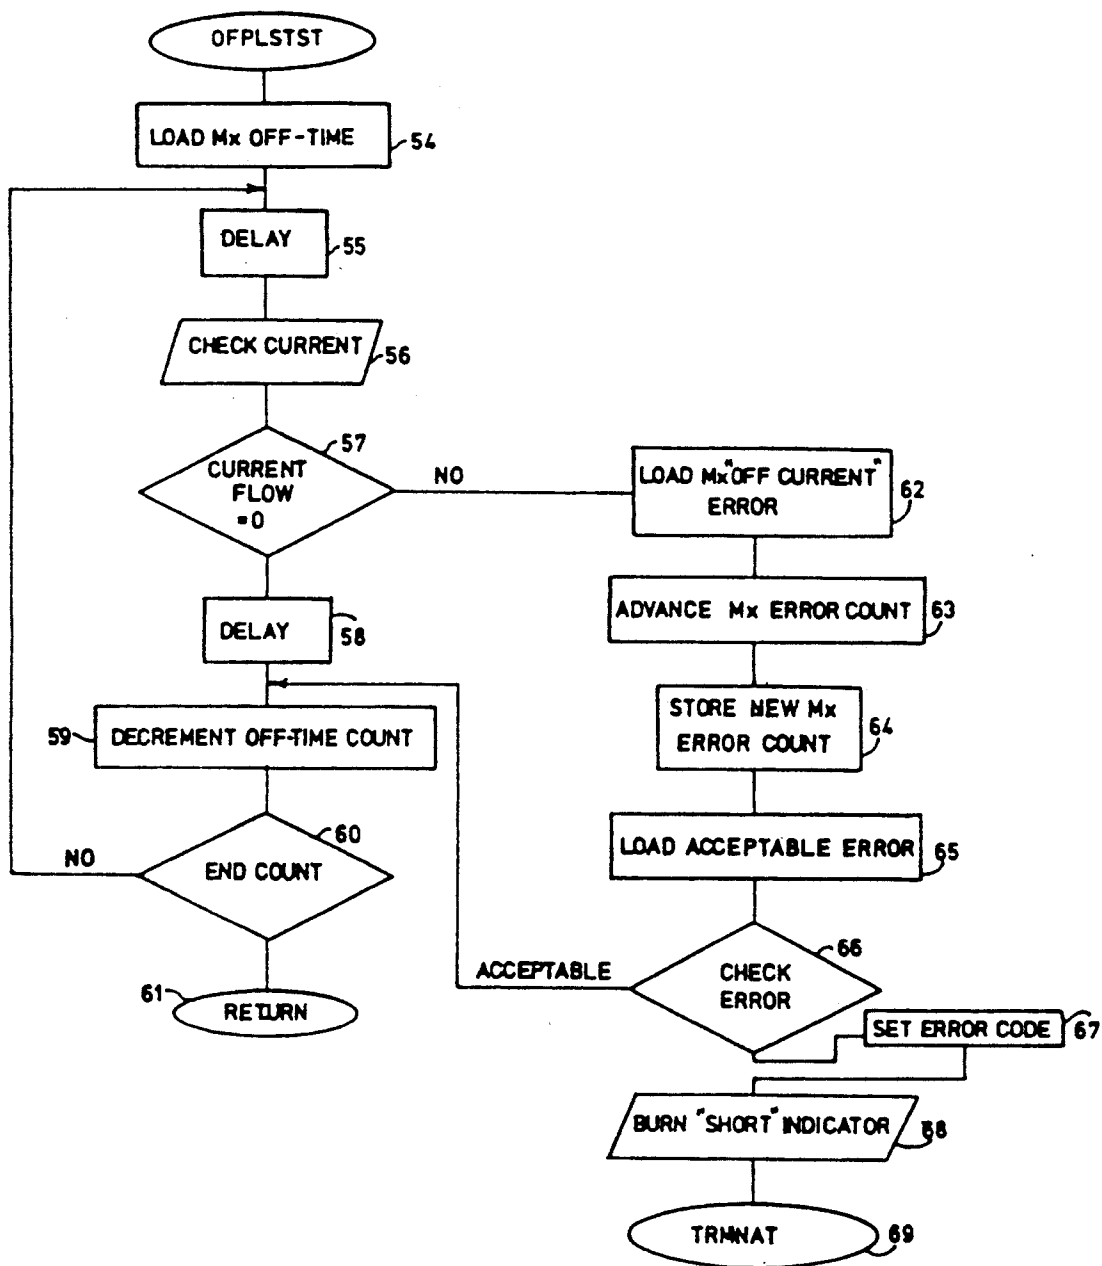 OFPLSTST
LOAD Mx OFF-TIME
54
DELAY
55
CHECK CURRENT
56
57
CURRENT
FLOW
=0
NO
LOAD Mx "OFF CURRENT"
ERROR
62
DELAY
58
ADVANCE Mx ERROR COUNT
63
STORE NEW Mx
ERROR COUNT
64
59
DECREMENT OFF-TIME COUNT
60
NO
END COUNT
LOAD ACCEPTABLE ERROR
65
66
ACCEPTABLE
CHECK
ERROR
61
RETURN
SET ERROR CODE
67
BURN "SHORT" INDICATOR
68
TRMNAT
69